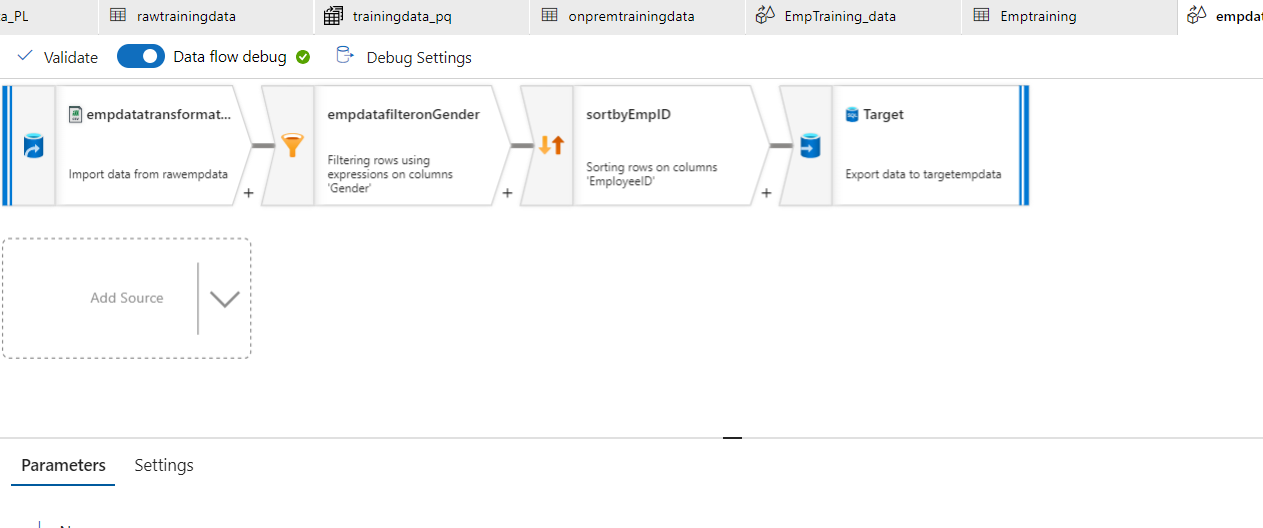 ta_PL
rawtrainingdata
trainingdata_pq
onpremtrainingdata
EmpTraining_data
Emptraining
empdat
Validate
Data flow debug
Debug Settings
empdatatransformat...
Import data from rawempdata
+
empdatafilteronGender
Filtering rows using
expressions on columns
'Gender'
+
sortbyEmpID
Sorting rows on columns
'EmployeeID'
+
SQL
Target
Export data to targetempdata
Add Source
Parameters
Settings